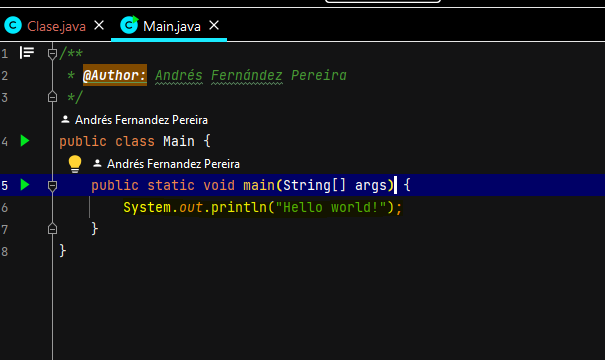 Clase.java
Main.java
1 /**
2 * @Author: Andrés Fernández Pereira
3 */
Andrés Fernandez Pereira
4 public class Main {
Andrés Fernandez Pereira
5 public static void main(String[] args) {
6 System.out.println("Hello world!");
7 }
8 }